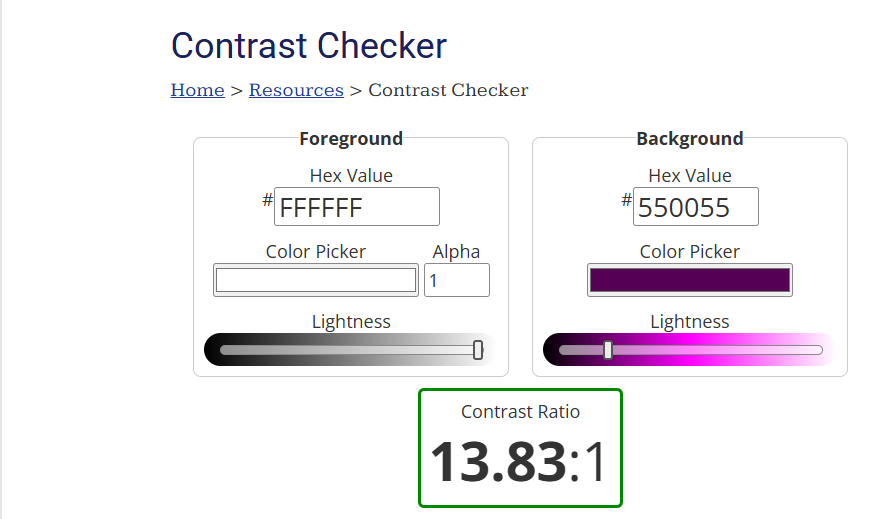 Contrast Checker
Home > Resources > Contrast Checker
Foreground
Hex Value
#FFFFFF
Color Picker
Alpha
1
Lightness
Background
Hex Value
#550055
Color Picker
Lightness
Contrast Ratio
13.83:1